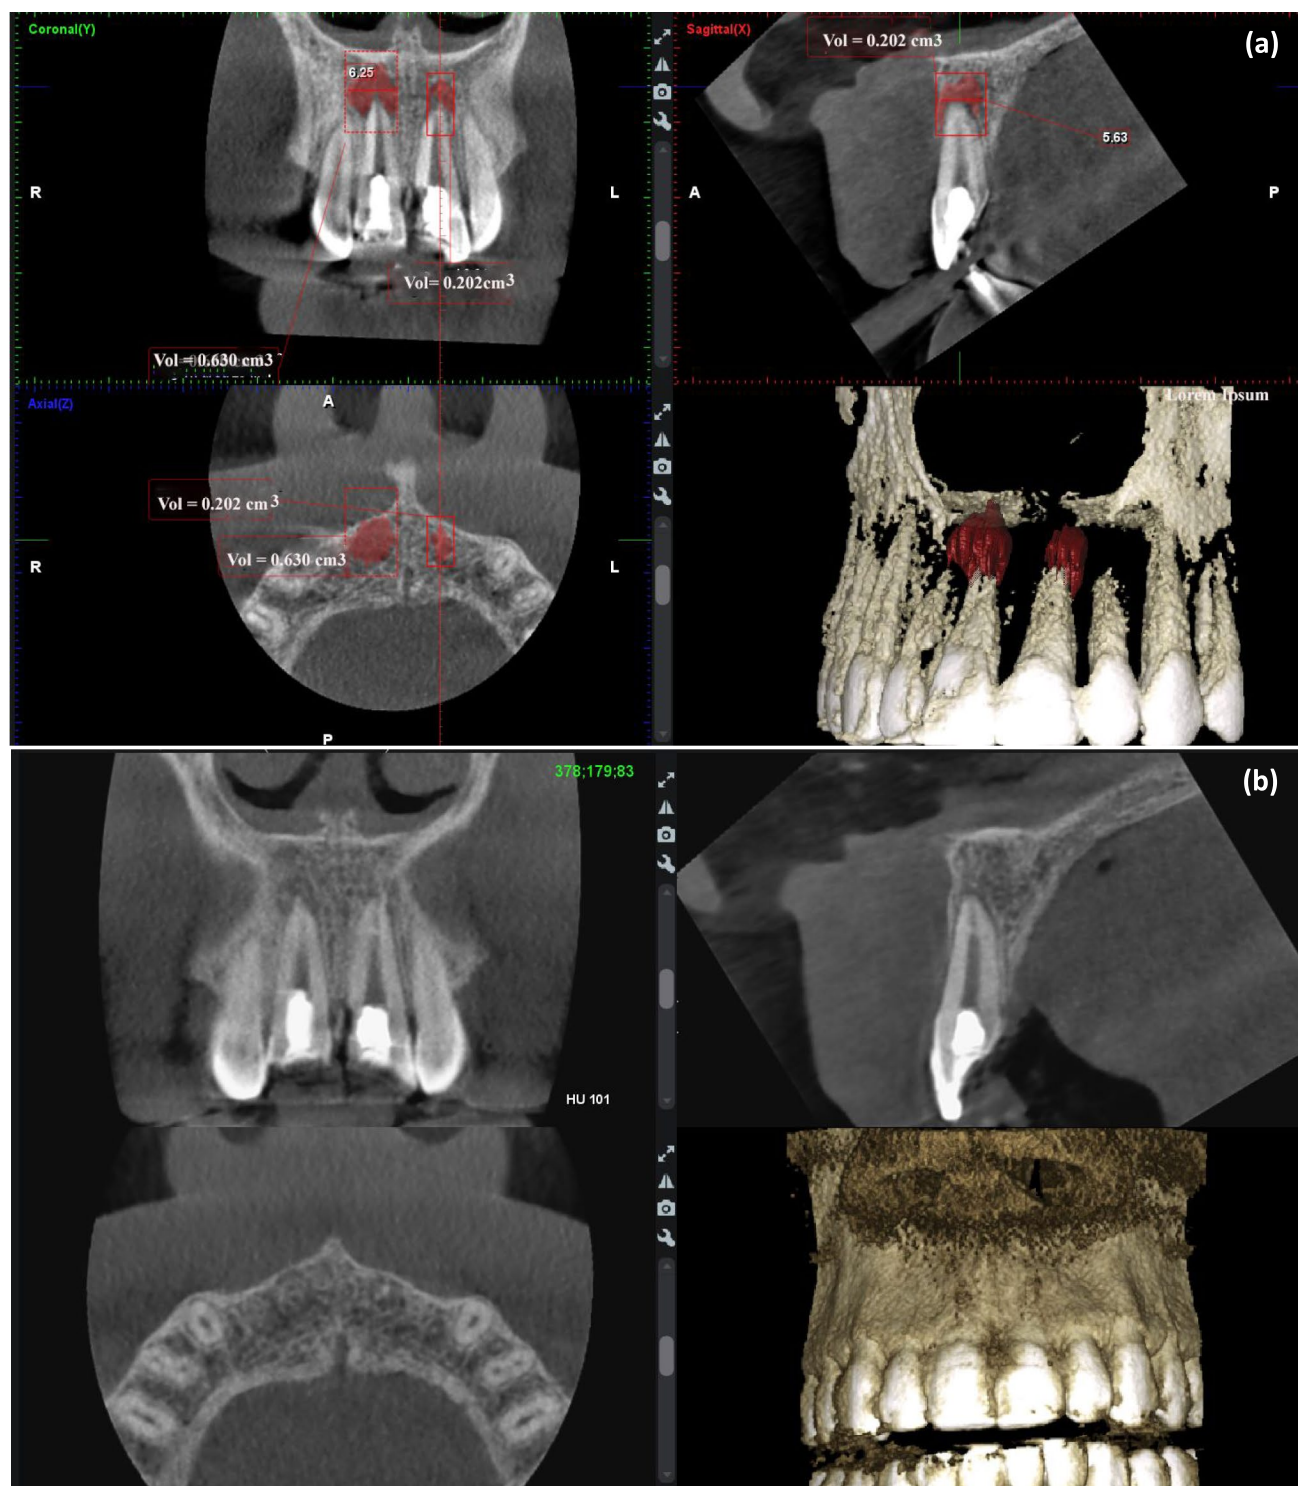 Coronal(Y)
6.25
R
L
Vol= 0.202cm3
Vol = 0.630 cm3
Sagittal(X)
(a)
Vol = 0.202 cm3
5.63
A
P
Axial(Z)
A
Vol = 0.202 cm3
Vol = 0.630 cm3
R
L
P
Lorem Ipsum
378;179;83
HU 101
(b)